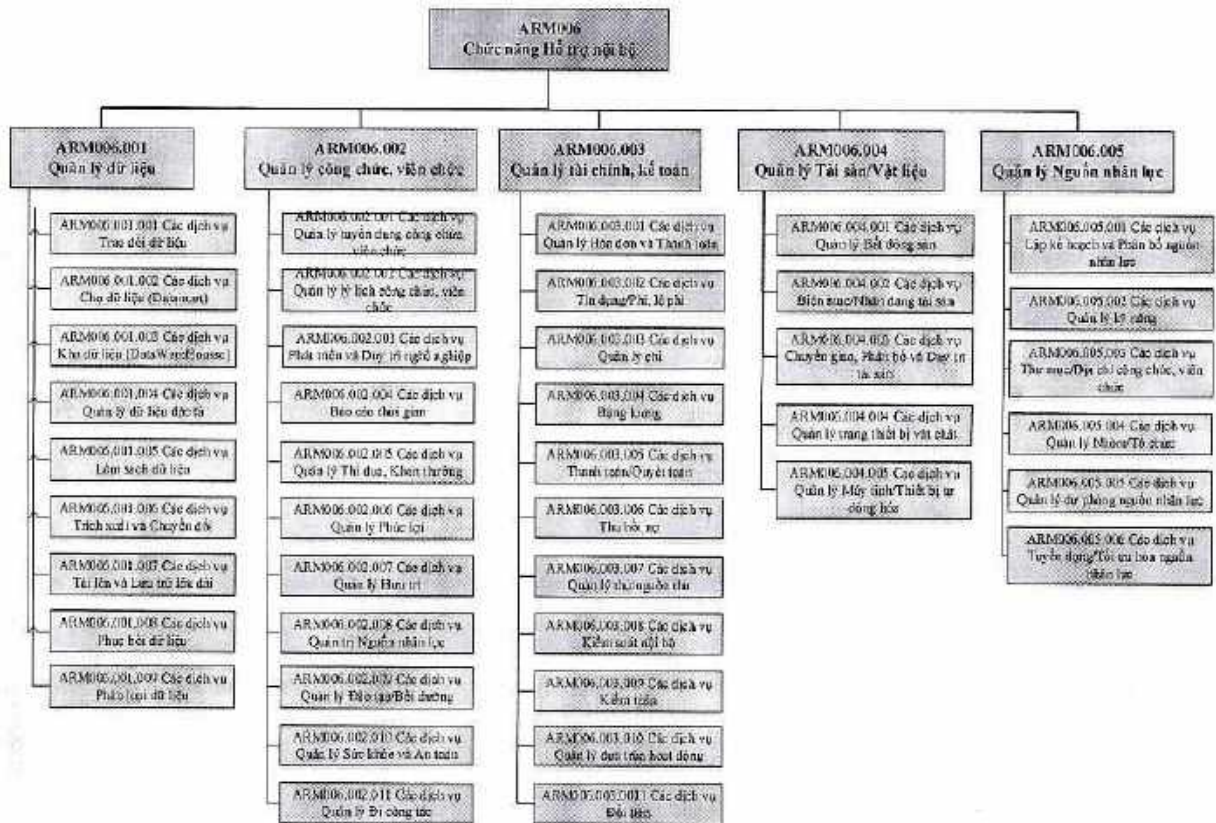 ARM006
Chức năng Hỗ trợ nội bộ
ARM006.001
Quản lý dữ liệu
ARM006.001.001 Các dịch vụ
Trao đổi dữ liệu
ARM006.001.002 Các dịch vụ
Chợ dữ liệu (Datamart)
ARM006.001.003 Các dịch vụ
Kho dữ liệu
ARM006.001.004 Các dịch vụ
Quản lý dữ liệu đặc tả
ARM006.001.005 Các dịch vụ
Làm sạch dữ liệu
ARM006.001.006 Các dịch vụ
Trích xuất và Chuyển đổi
ARM006.001.007 Các dịch vụ
Tải lên và Lưu trữ lâu dài
ARM006.001.008 Các dịch vụ
Phục hồi dữ liệu
ARM006.001.009 Các dịch vụ
Phân loại dữ liệu
ARM006.002
Quản lý công chức, viên chức
ARM006.002.001 Các dịch vụ
Quản lý tuyển dụng công chức,
viên chức
ARM006.002.002 Các dịch vụ
Quản lý lý lịch công chức, viên
chức
ARM006.002.003 Các dịch vụ
Phát triển và Duy trì nghề nghiệp
ARM006.002.004 Các dịch vụ
Báo cáo thời gian
ARM006.002.005 Các dịch vụ
Quản lý Thi đua, Khen thưởng
ARM006.002.006 Các dịch vụ
Quản lý Phúc lợi
ARM006.002.007 Các dịch vụ
Quản lý Hưu trí
ARM006.002.008 Các dịch vụ
Quản trị Nguồn nhân lực
ARM006.002.009 Các dịch vụ
Quản lý Đào tạo/Bồi dưỡng
ARM006.002.010 Các dịch vụ
Quản lý Sức khỏe và An toàn
ARM006.002.011 Các dịch vụ
Quản lý Đi công tác
ARM006.003
Quản lý tài chính, kế toán
ARM006.003.001 Các dịch vụ
Quản lý Hóa đơn và Thanh toán
ARM006.003.002 Các dịch vụ
Tín dụng/Phí, lệ phí
ARM006.003.003 Các dịch vụ
Quản lý chi
ARM006.003.004 Các dịch vụ
Bảng lương
ARM006.003.005 Các dịch vụ
Thanh toán/Quyết toán
ARM006.003.006 Các dịch vụ
Thu hồi nợ
ARM006.003.007 Các dịch vụ
Quản lý nguồn thu
ARM006.003.008 Các dịch vụ
Kiểm soát nội bộ
ARM006.003.009 Các dịch vụ
Kiểm toán
ARM006.003.010 Các dịch vụ
Quản lý dựa trên hoạt động
ARM006.003.0011 Các dịch vụ
Đổi tiền
ARM006.004
Quản lý Tài sản/Vật liệu
ARM006.004.001 Các dịch vụ
Quản lý Bất động sản
ARM006.004.002 Các dịch vụ
Biên mục/Nhận dạng tài sản
ARM006.004.003 Các dịch vụ
Chuyển giao, Phân bổ và Duy trì
tài sản
ARM006.004.004 Các dịch vụ
Quản lý trang thiết bị vật chất
ARM006.004.005 Các dịch vụ
Quản lý Máy tính/Thiết bị tự
động hóa
ARM006.005
Quản lý Nguồn nhân lực
ARM006.005.001 Các dịch vụ
Lập kế hoạch và Phân bổ nguồn
nhân lực
ARM006.005.002 Các dịch vụ
Quản lý kỹ năng
ARM006.005.003 Các dịch vụ
Thư mục/Địa chỉ công chức, viên
chức
ARM006.005.004 Các dịch vụ
Quản lý Nhóm/Tổ chức
ARM006.005.005 Các dịch vụ
Quản lý dự phòng nguồn nhân lực
ARM006.005.006 Các dịch vụ
Tuyển dụng/Tối ưu hóa nguồn
nhân lực